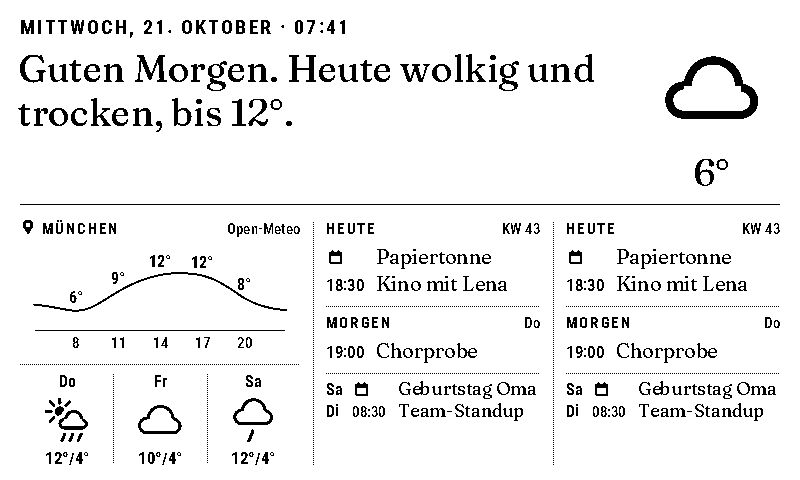 MITTWOCH, 21. OKTOBER · 07:41
Guten Morgen. Heute wolkig und
trocken, bis 12°.
6°
MÜNCHEN Open-Meteo
6° 9° 12° 12° 8°
8 11 14 17 20
Do Fr Sa
12°/4° 10°/4° 12°/4°
HEUTE KW 43
Papiertonne
18:30 Kino mit Lena
MORGEN Do
19:00 Chorprobe
Sa Geburtstag Oma
Di 08:30 Team-Standup
HEUTE KW 43
Papiertonne
18:30 Kino mit Lena
MORGEN Do
19:00 Chorprobe
Sa Geburtstag Oma
Di 08:30 Team-Standup